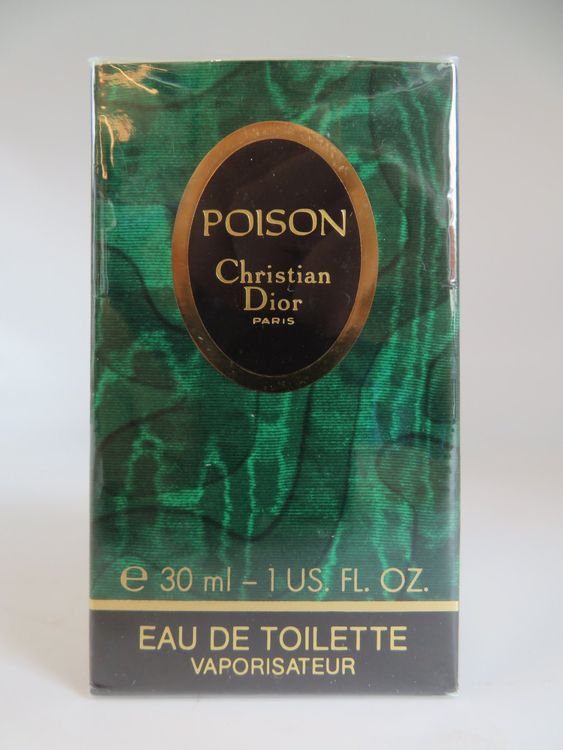 POISON
Christian
Dior
PARIS
℮ 30 ml – 1 US. FL. OZ.
EAU DE TOILETTE
VAPORISATEUR